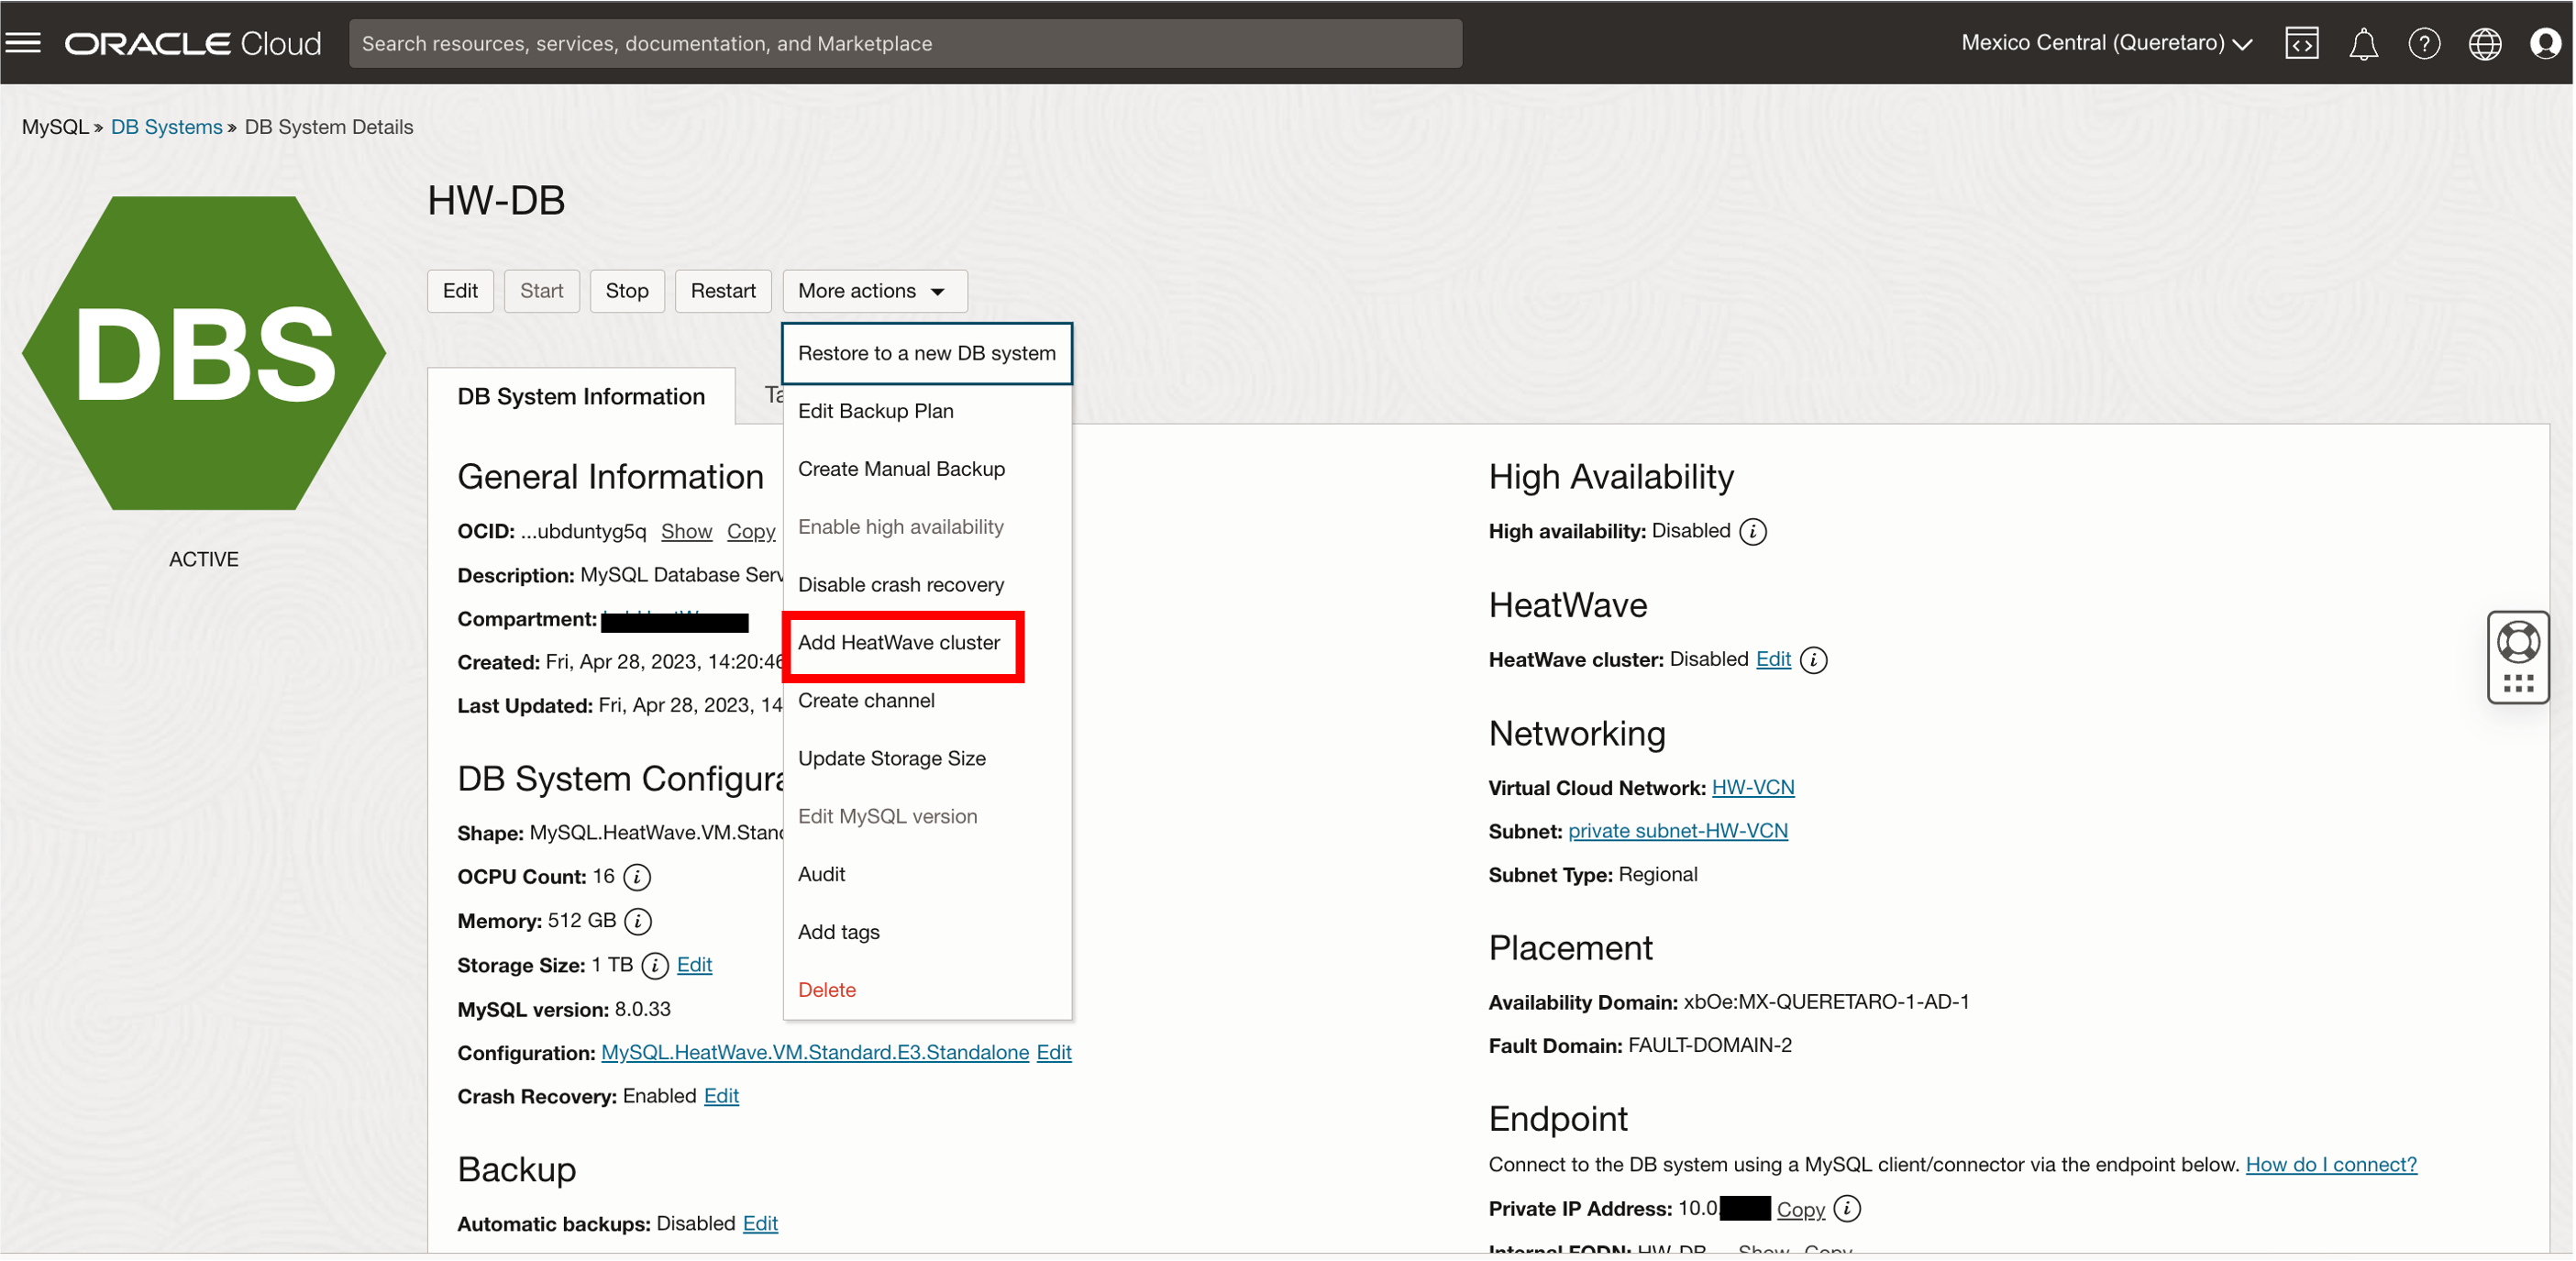 ORACLE Cloud
Search resources, services, documentation, and Marketplace
Mexico Central (Queretaro)
MySQL » DB Systems » DB System Details
DBS
ACTIVE
HW-DB
Edit
Start
Stop
Restart
More actions
Restore to a new DB system
Edit Backup Plan
Create Manual Backup
Enable high availability
Disable crash recovery
Add HeatWave cluster
Create channel
Update Storage Size
Edit MySQL version
Audit
Add tags
Delete
DB System Information
Ta
General Information
OCID: ...ubduntyg5q Show Copy
Description: MySQL Database Serv
Compartment:
Created: Fri, Apr 28, 2023, 14:20:46
Last Updated: Fri, Apr 28, 2023, 14
DB System Configura
Shape: MySQL.HeatWave.VM.Stand
OCPU Count: 16
Memory: 512 GB
Storage Size: 1 TB Edit
MySQL version: 8.0.33
Configuration: MySQL.HeatWave.VM.Standard.E3.Standalone Edit
Crash Recovery: Enabled Edit
Backup
Automatic backups: Disabled Edit
High Availability
High availability: Disabled
HeatWave
HeatWave cluster: Disabled Edit
Networking
Virtual Cloud Network: HW-VCN
Subnet: private subnet-HW-VCN
Subnet Type: Regional
Placement
Availability Domain: xbOe:MX-QUERETARO-1-AD-1
Fault Domain: FAULT-DOMAIN-2
Endpoint
Connect to the DB system using a MySQL client/connector via the endpoint below. How do I connect?
Private IP Address: 10.0. Copy
Internal FQDN: HW-DB... Show Copy